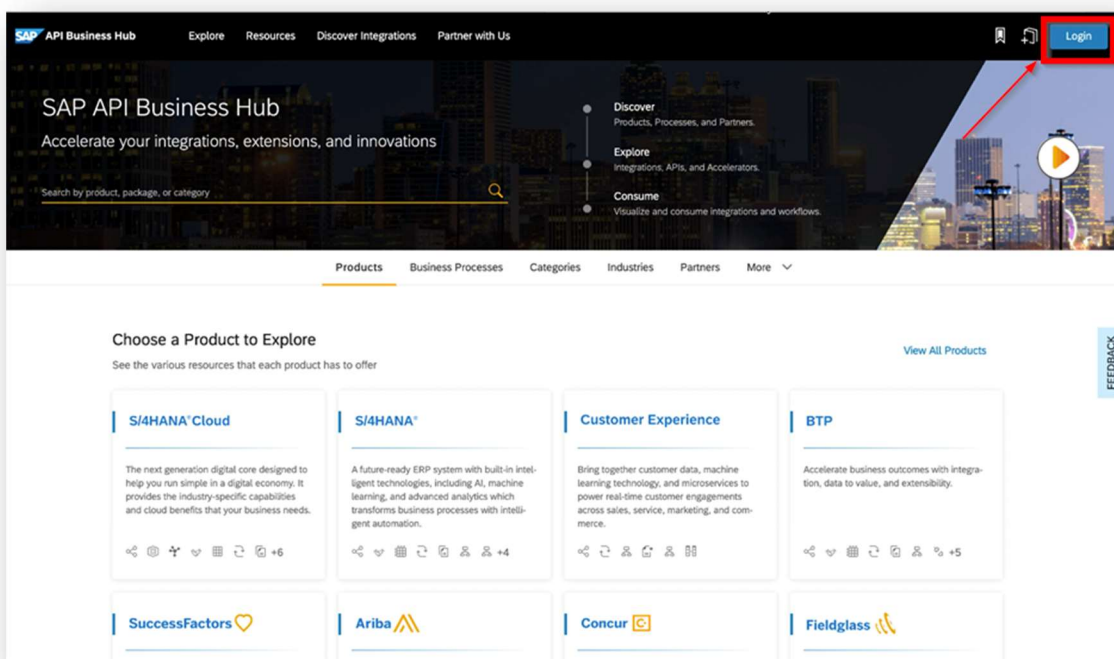 SAP API Business Hub
Explore
Resources
Discover Integrations
Partner with Us
Login
SAP API Business Hub
Accelerate your integrations, extensions, and innovations
Search by product, package, or category
Discover
Products, Processes, and Partners.
Explore
Integrations, APIs, and Accelerators.
Consume
Visualize and consume integrations and workflows.
Products
Business Processes
Categories
Industries
Partners
More
Choose a Product to Explore
See the various resources that each product has to offer
View All Products
FEEDBACK
S/4HANA® Cloud
The next generation digital core designed to
help you run simple in a digital economy. It
provides the industry-specific capabilities
and cloud benefits that your business needs.
+6
S/4HANA®
A future-ready ERP system with built-in intel-
ligent technologies, including AI, machine
learning, and advanced analytics which
transforms business processes with intelli-
gent automation.
+4
Customer Experience
Bring together customer data, machine
learning technology, and microservices to
power real-time customer engagements
across sales, service, marketing, and com-
merce.
BTP
Accelerate business outcomes with integra-
tion, data to value, and extensibility.
+5
SuccessFactors
Ariba
Concur C
Fieldglass